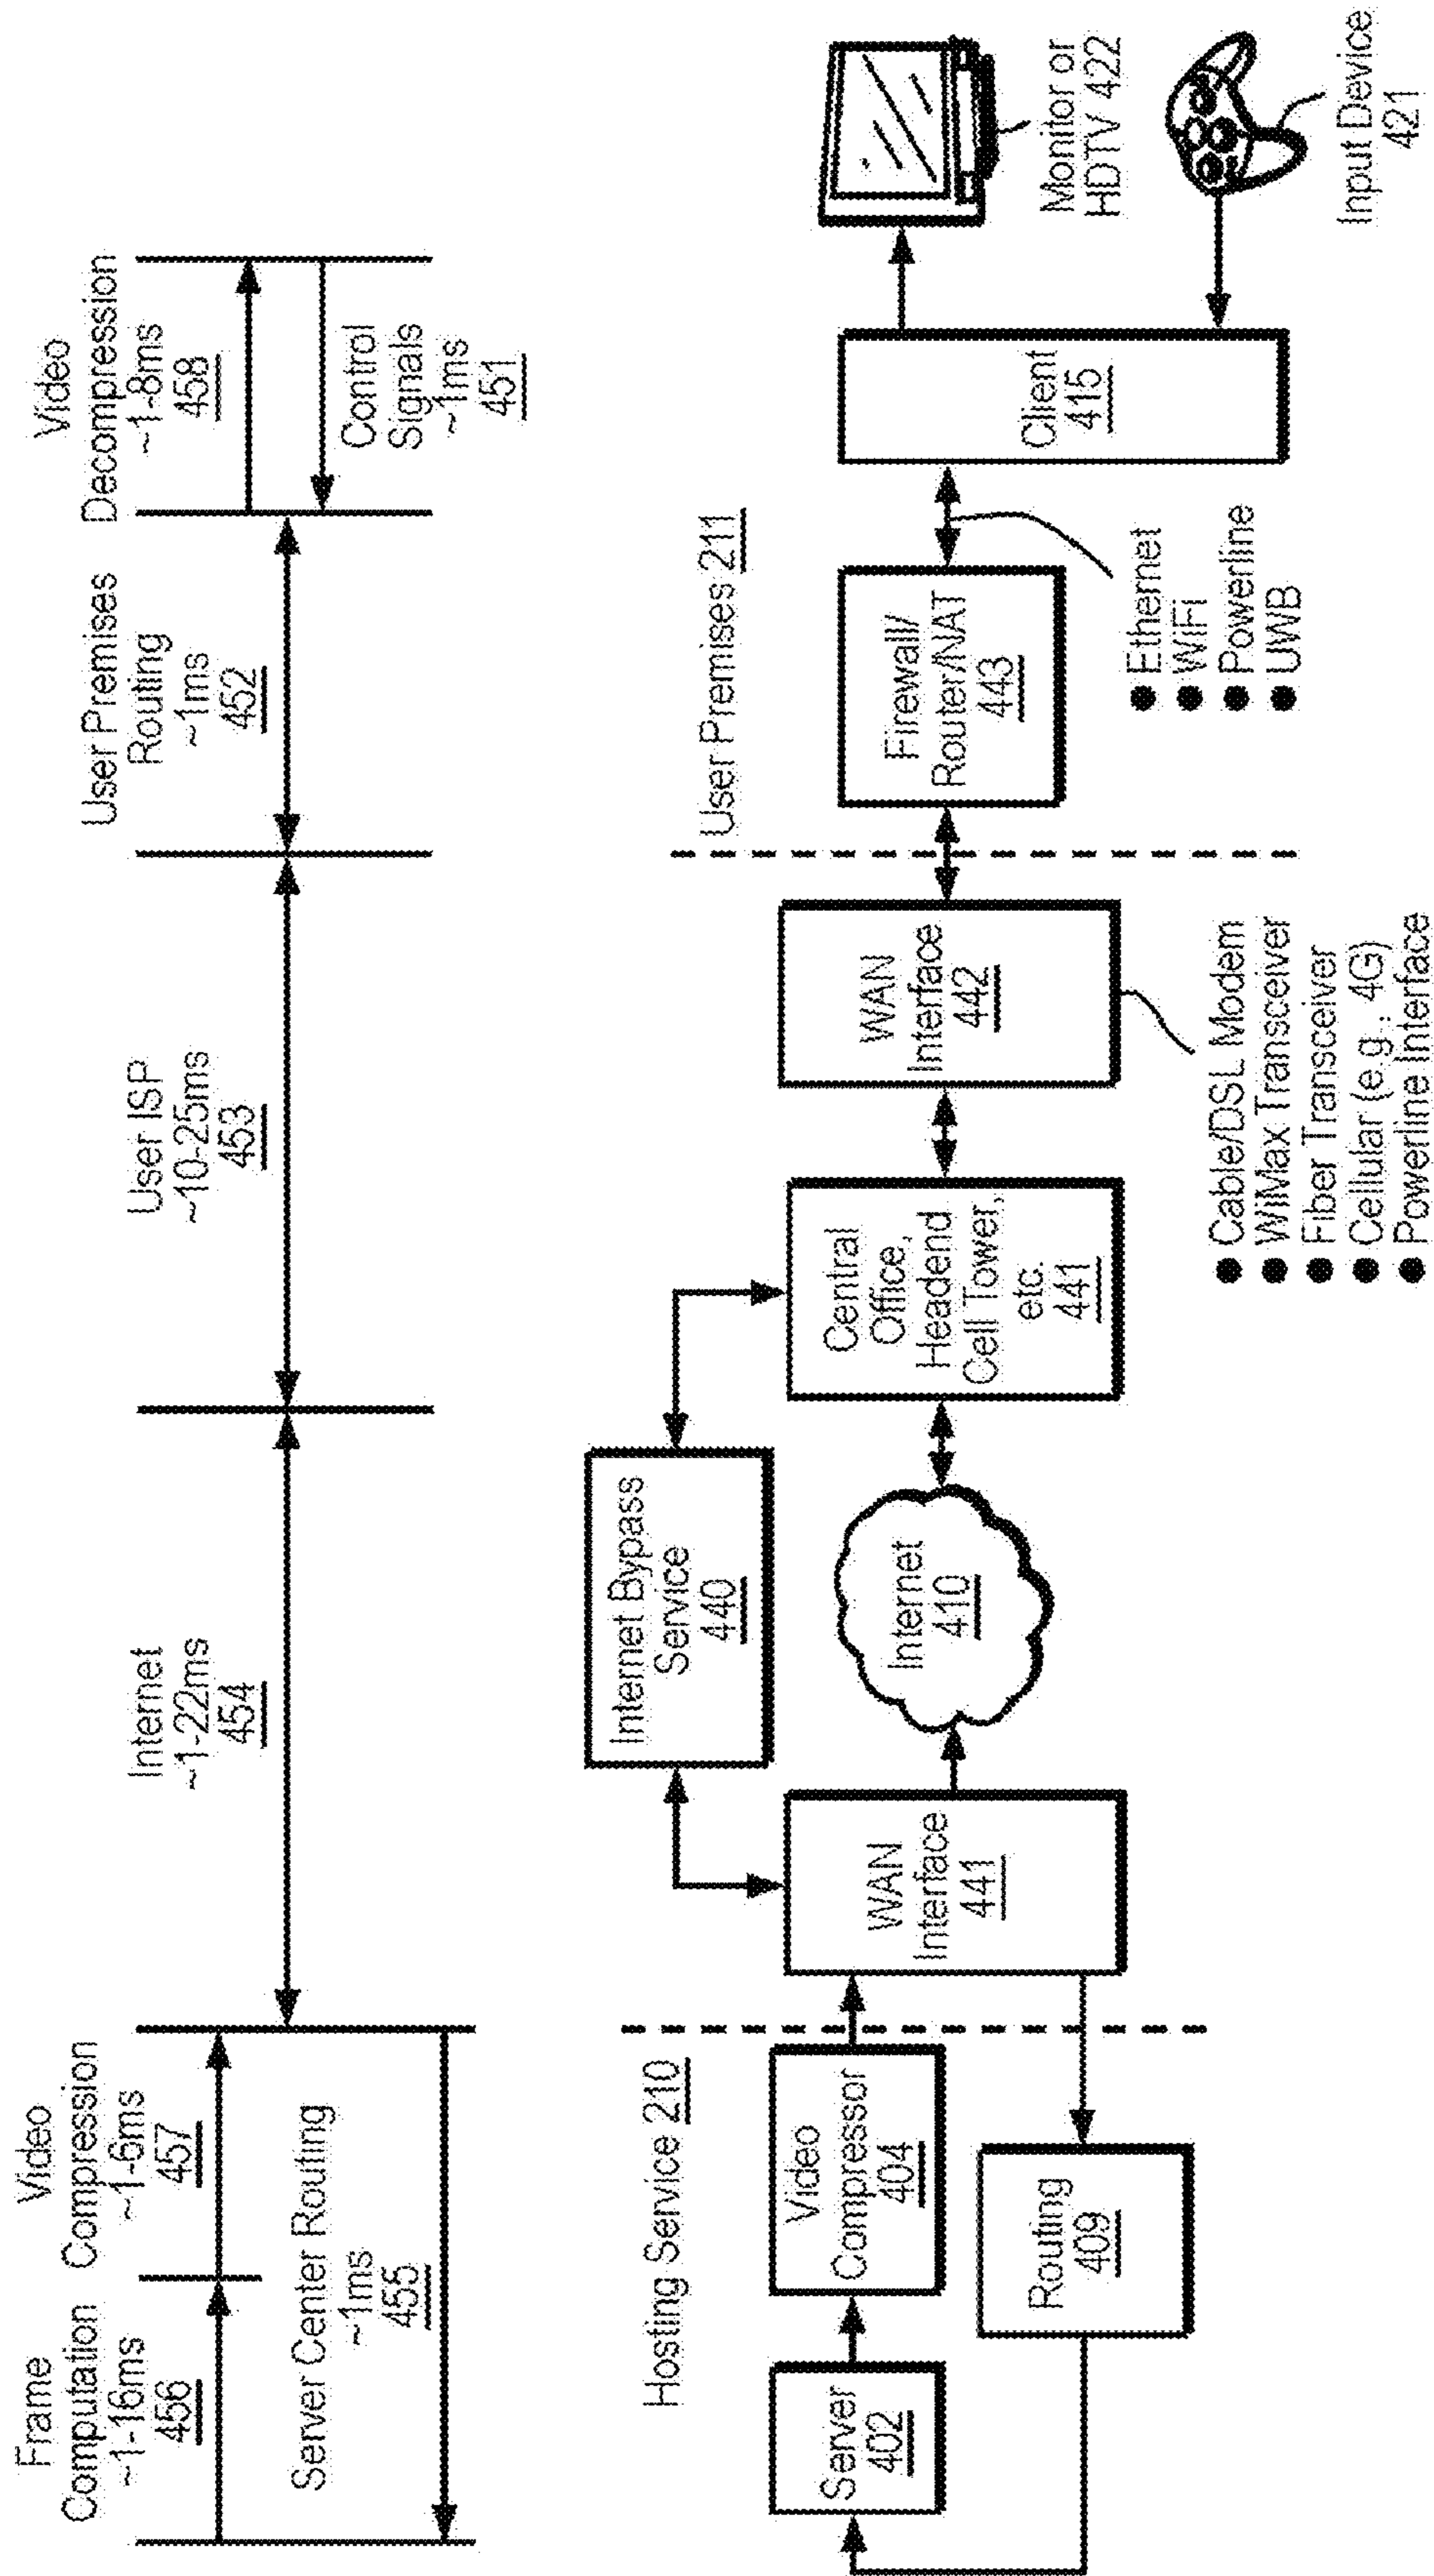 Frame
Computation
~1-16ms
456
Video
Compression
~1-6ms
457
Server Center Routing
~1ms
455
Internet
~1-22ms
454
User ISP
~10-25ms
453
User Premises
Routing
~1ms
452
Video
Decompression
~1-8ms
458
Control
Signals
~1ms
451
Hosting Service 210
Server
402
Video
Compressor
404
Routing
409
WAN
Interface
441
Internet Bypass
Service
440
Internet
410
Central
Office,
Headend
Cell Tower,
etc.
441
WAN
Interface
442
● Cable/DSL Modem
● WiMax Transceiver
● Fiber Transceiver
● Cellular (e.g., 4G)
● Powerline Interface
User Premises 211
Firewall/
Router/NAT
443
● Ethernet
● WiFi
● Powerline
● UWB
Client
415
Monitor or
HDTV 422
Input Device
421